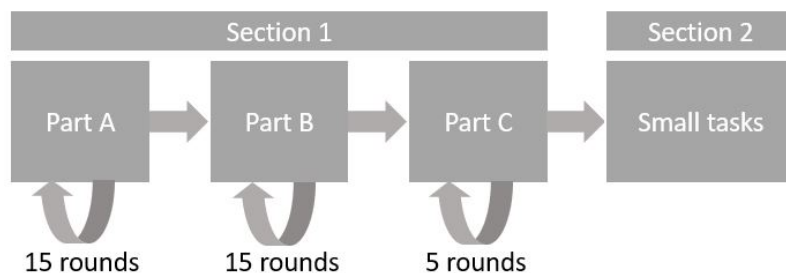 Section 1
Section 2
Part A
Part B
Part C
Small tasks
15 rounds
15 rounds
5 rounds